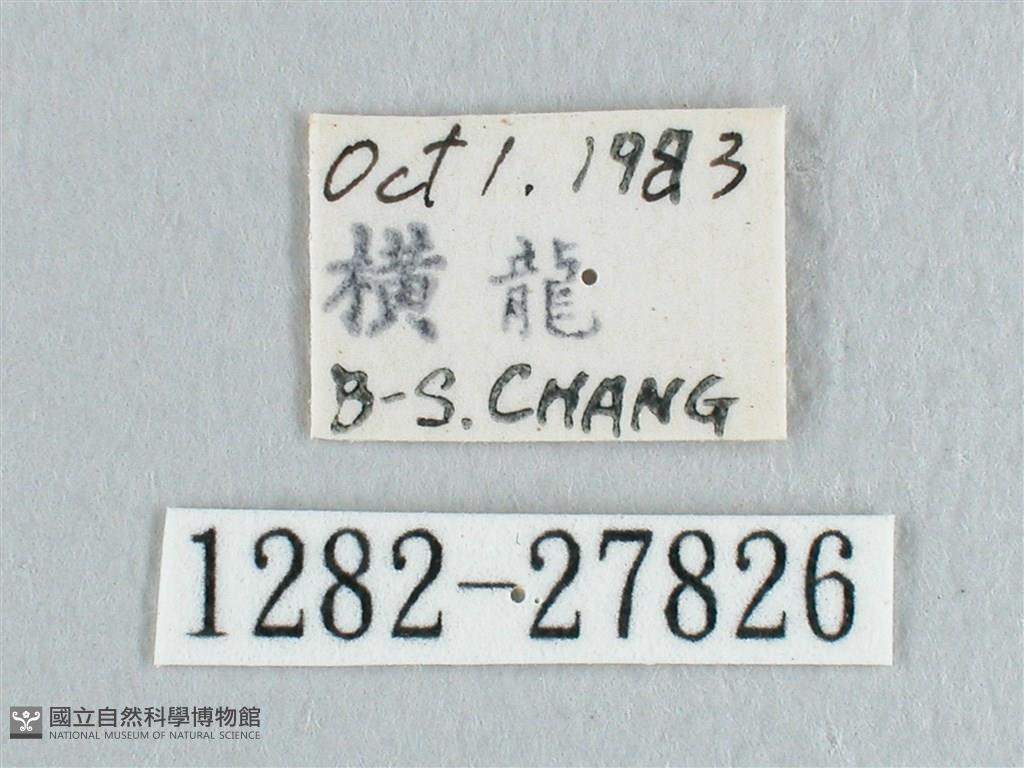 Oct 1. 1983
橫龍
B-S. CHANG
1282-27826
國立自然科學博物館
NATIONAL MUSEUM OF NATURAL SCIENCE